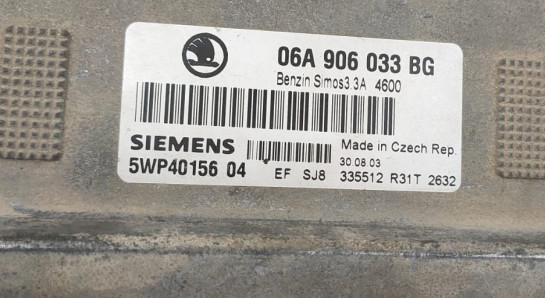 06A 906 033 BG
Benzin Simos3.3A 4600
SIEMENS
Made in Czech Rep.
30.08.03
5WP40156 04
EF SJ8 335512 R31T 2632